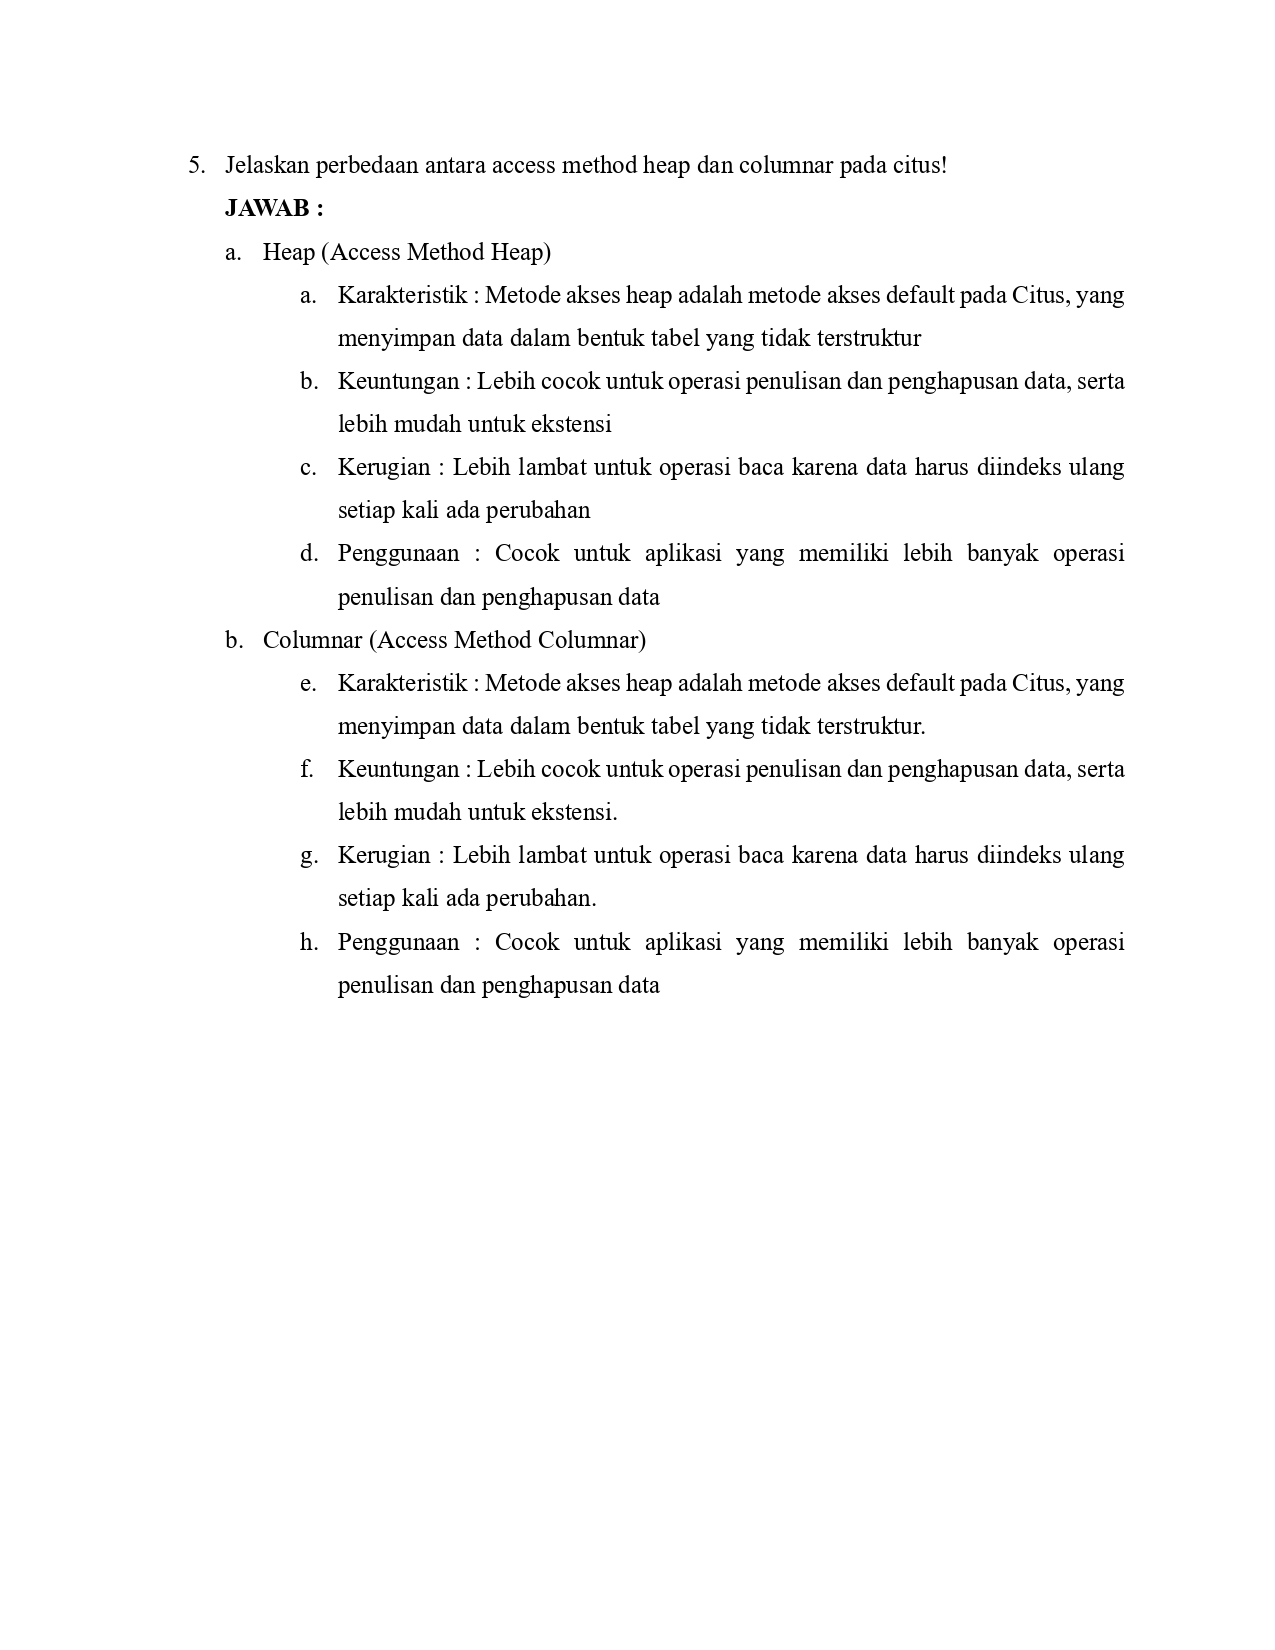 5. Jelaskan perbedaan antara access method heap dan columnar pada citus!
JAWAB :
a. Heap (Access Method Heap)
a. Karakteristik : Metode akses heap adalah metode akses default pada Citus, yang
menyimpan data dalam bentuk tabel yang tidak terstruktur
b. Keuntungan : Lebih cocok untuk operasi penulisan dan penghapusan data, serta
lebih mudah untuk ekstensi
c. Kerugian : Lebih lambat untuk operasi baca karena data harus diindeks ulang
setiap kali ada perubahan
d. Penggunaan : Cocok untuk aplikasi yang memiliki lebih banyak operasi
penulisan dan penghapusan data
b. Columnar (Access Method Columnar)
e. Karakteristik : Metode akses heap adalah metode akses default pada Citus, yang
menyimpan data dalam bentuk tabel yang tidak terstruktur.
f. Keuntungan : Lebih cocok untuk operasi penulisan dan penghapusan data, serta
lebih mudah untuk ekstensi.
g. Kerugian : Lebih lambat untuk operasi baca karena data harus diindeks ulang
setiap kali ada perubahan.
h. Penggunaan : Cocok untuk aplikasi yang memiliki lebih banyak operasi
penulisan dan penghapusan data